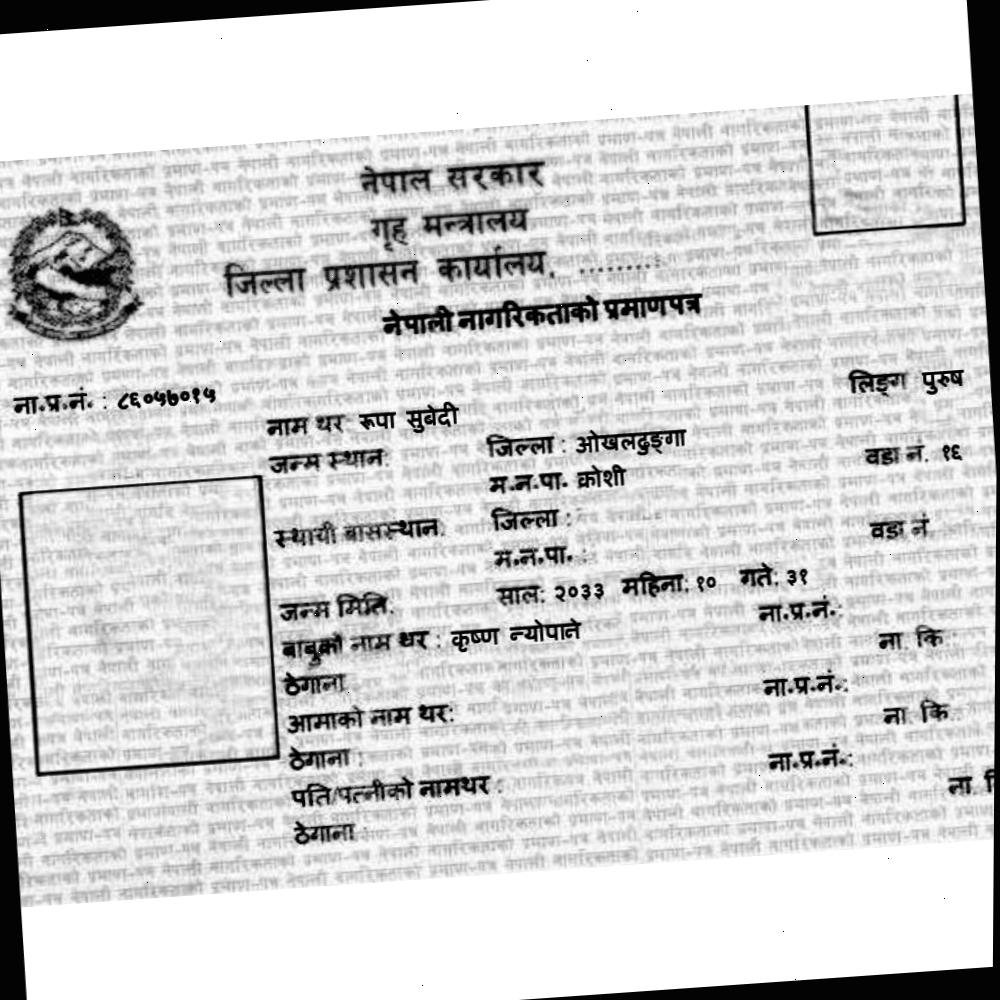 नेपाल सरकार
गृह मन्त्रालय
जिल्ला प्रशासन कार्यालय, .........
नेपाली नागरिकताको प्रमाणपत्र
ना.प्र.नं. : ८६०५७०१५
लिङ्ग पुरुष
नाम थर रूपा सुबेदी
जन्म स्थान: जिल्ला : ओखलढुङ्गा वडा नं. १६
म.न.पा. कोशी
स्थायी बासस्थान: जिल्ला : वडा नं
म.न.पा. :
जन्म मिति: साल: २०३३ महिना: १० गते: ३१
बाबुको नाम थर : कृष्ण न्योपाने ना.प्र.नं.:
ठेगाना ना. कि.
आमाको नाम थर: ना.प्र.नं.:
ठेगाना : ना. कि.
पति/पत्नीको नामथर : ना.प्र.नं.:
ठेगाना : ना.